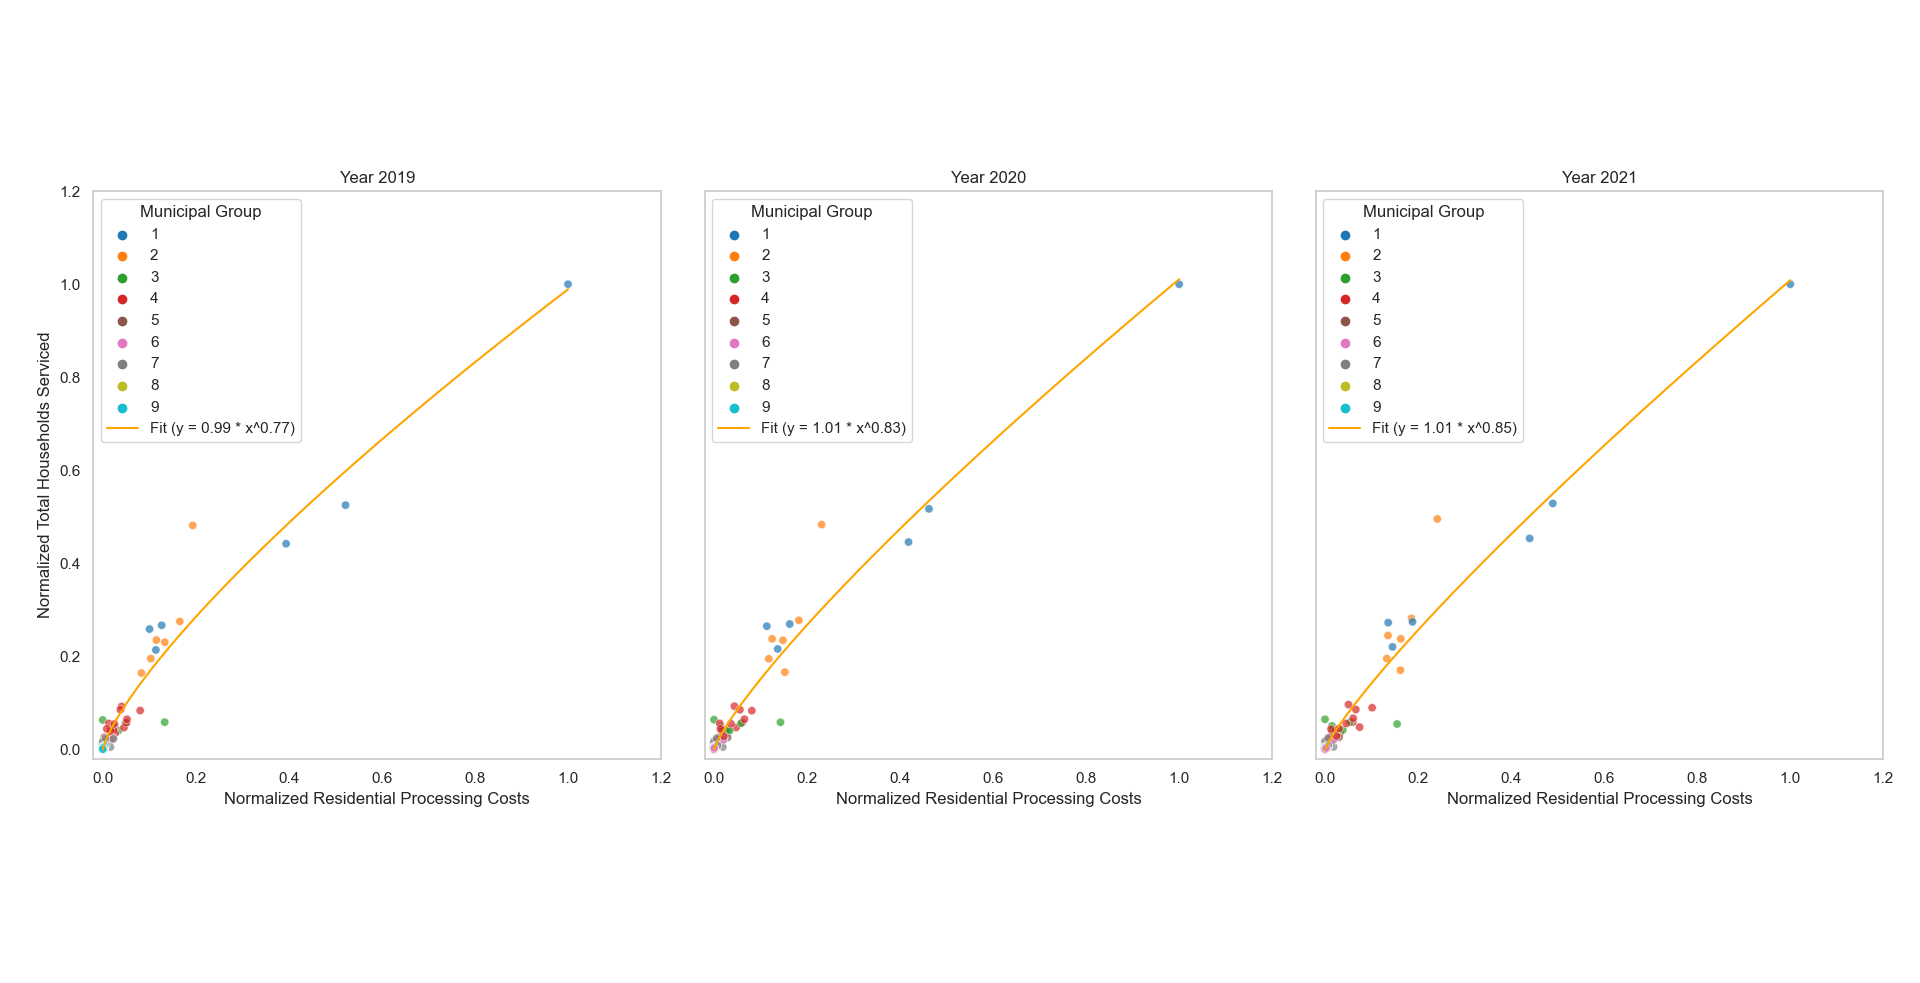 Year 2019
Year 2020
Year 2021
Normalized Total Households Serviced
1.2
1.0
0.8
0.6
0.4
0.2
0.0
Municipal Group
1
2
3
4
5
6
7
8
9
Fit (y = 0.99 * x^0.77)
0.0 0.2 0.4 0.6 0.8 1.0 1.2
Normalized Residential Processing Costs
Municipal Group
1
2
3
4
5
6
7
8
9
Fit (y = 1.01 * x^0.83)
0.0 0.2 0.4 0.6 0.8 1.0 1.2
Normalized Residential Processing Costs
Municipal Group
1
2
3
4
5
6
7
8
9
Fit (y = 1.01 * x^0.85)
0.0 0.2 0.4 0.6 0.8 1.0 1.2
Normalized Residential Processing Costs